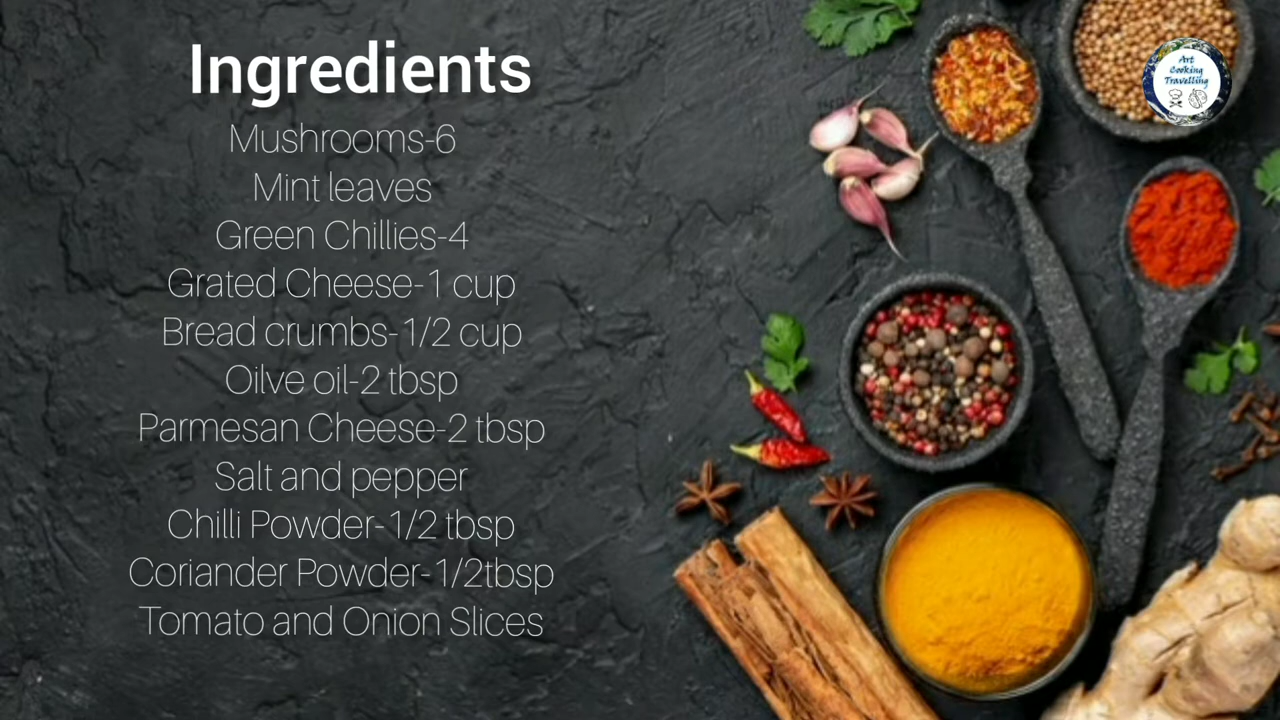 Ingredients
Mushrooms-6
Mint leaves
Green Chillies-4
Grated Cheese-1 cup
Bread crumbs-1/2 cup
Oilve oil-2 tbsp
Parmesan Cheese-2 tbsp
Salt and pepper
Chilli Powder-1/2 tbsp
Coriander Powder-1/2tbsp
Tomato and Onion Slices
Art
Cooking
Travelling